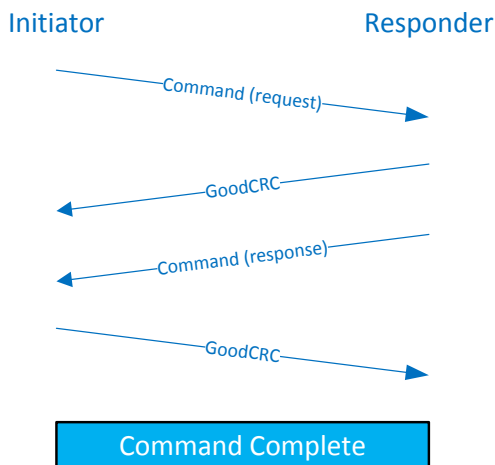 Initiator
Responder
Command (request)
GoodCRC
Command (response)
GoodCRC
Command Complete